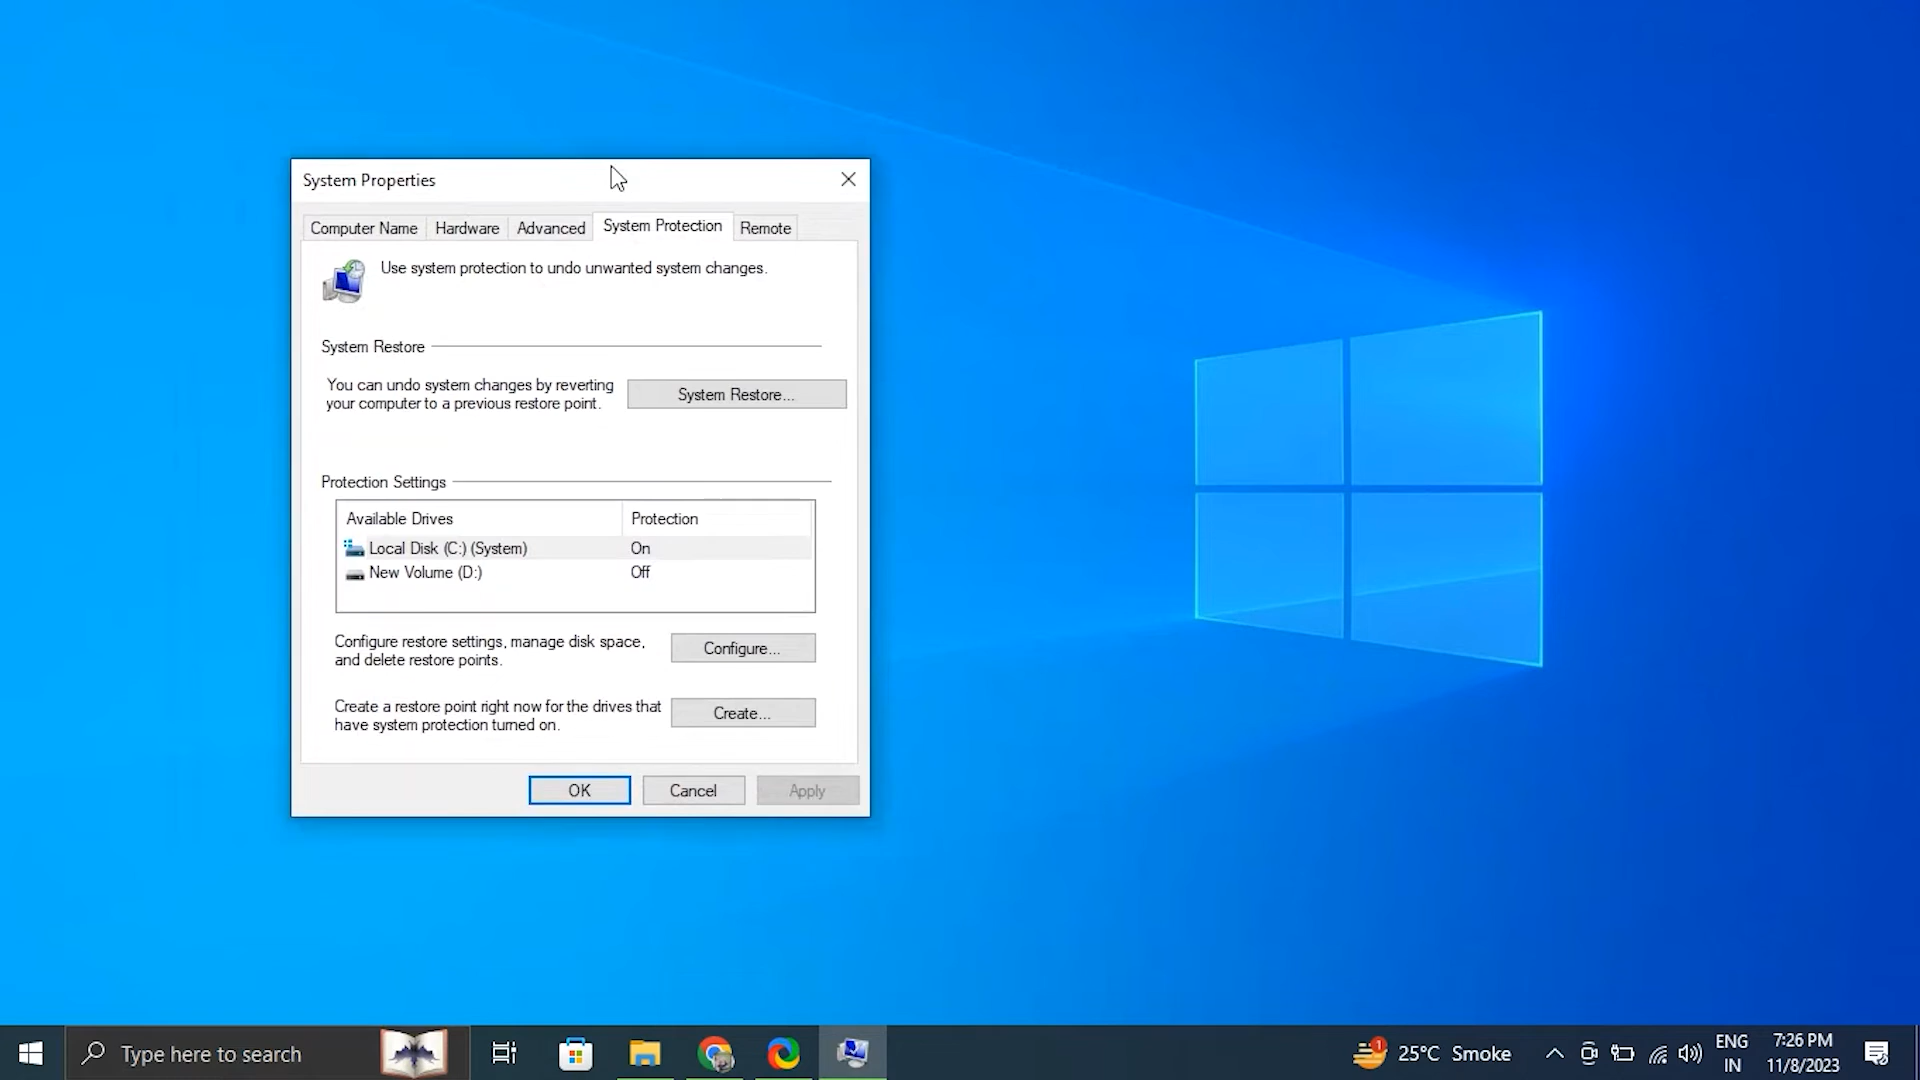 System Properties
Computer Name Hardware Advanced System Protection Remote
Use system protection to undo unwanted system changes.
System Restore
You can undo system changes by reverting
your computer to a previous restore point.
System Restore...
Protection Settings
Available Drives Protection
Local Disk (C:) (System) On
New Volume (D:) Off
Configure restore settings, manage disk space,
and delete restore points.
Configure...
Create a restore point right now for the drives that
have system protection turned on.
Create...
OK Cancel Apply
Type here to search
1
25°C Smoke
ENG
IN
7:26 PM
11/8/2023